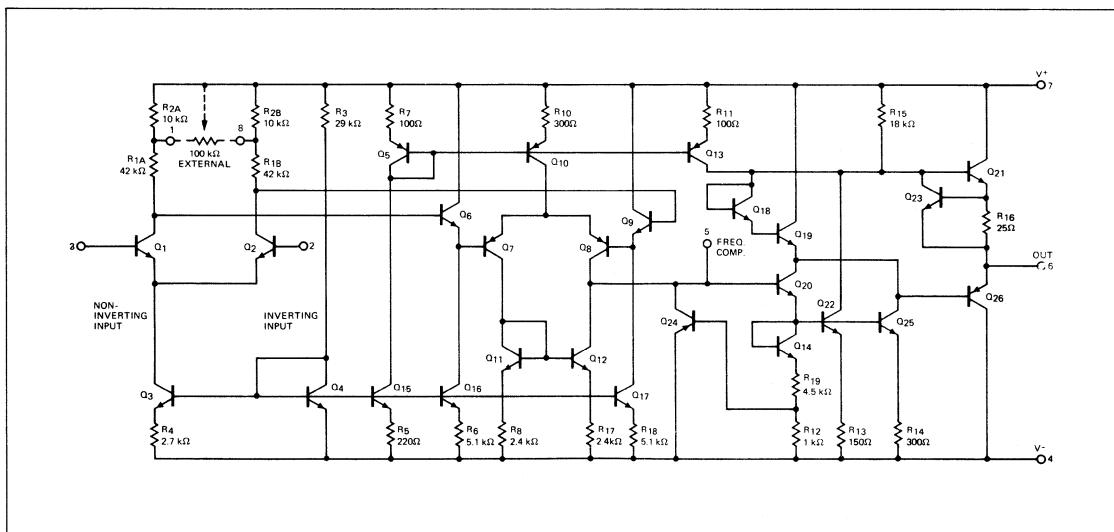 R2A
10 kΩ
1
8
R2B
10 kΩ
100 kΩ
EXTERNAL
R1A
42 kΩ
R1B
42 kΩ
R3
29 kΩ
R7
100Ω
Q5
R10
300Ω
Q10
R11
100Ω
Q13
R15
18 kΩ
V+
7
Q21
Q23
R16
25Ω
OUT
6
Q26
3
Q1
Q2
2
NON-
INVERTING
INPUT
INVERTING
INPUT
Q6
Q7
Q8
Q9
5
FREQ.
COMP.
Q18
Q19
Q20
Q22
Q25
Q24
Q14
R19
4.5 kΩ
Q11
Q12
Q3
Q4
Q15
Q16
Q17
R4
2.7 kΩ
R5
220Ω
R6
5.1 kΩ
R8
2.4 kΩ
R17
2.4kΩ
R18
5.1 kΩ
R12
1 kΩ
R13
150Ω
R14
300Ω
V-
4